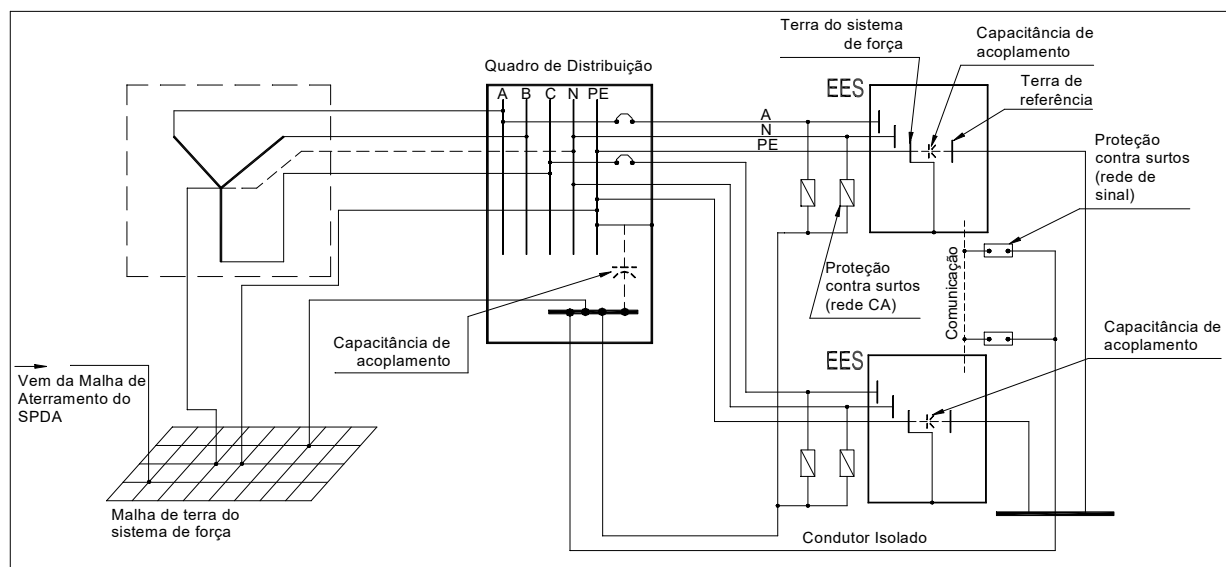 Terra do sistema
de força
Capacitância de
acoplamento
Quadro de Distribuição
EES
Terra de
referência
A B C N PE
A
N
PE
Proteção
contra surtos
(rede de
sinal)
Proteção
contra surtos
(rede CA)
Comunicação
Capacitância de
acoplamento
Capacitância de
acoplamento
EES
Vem da Malha de
Aterramento do
SPDA
Malha de terra do
sistema de força
Condutor Isolado